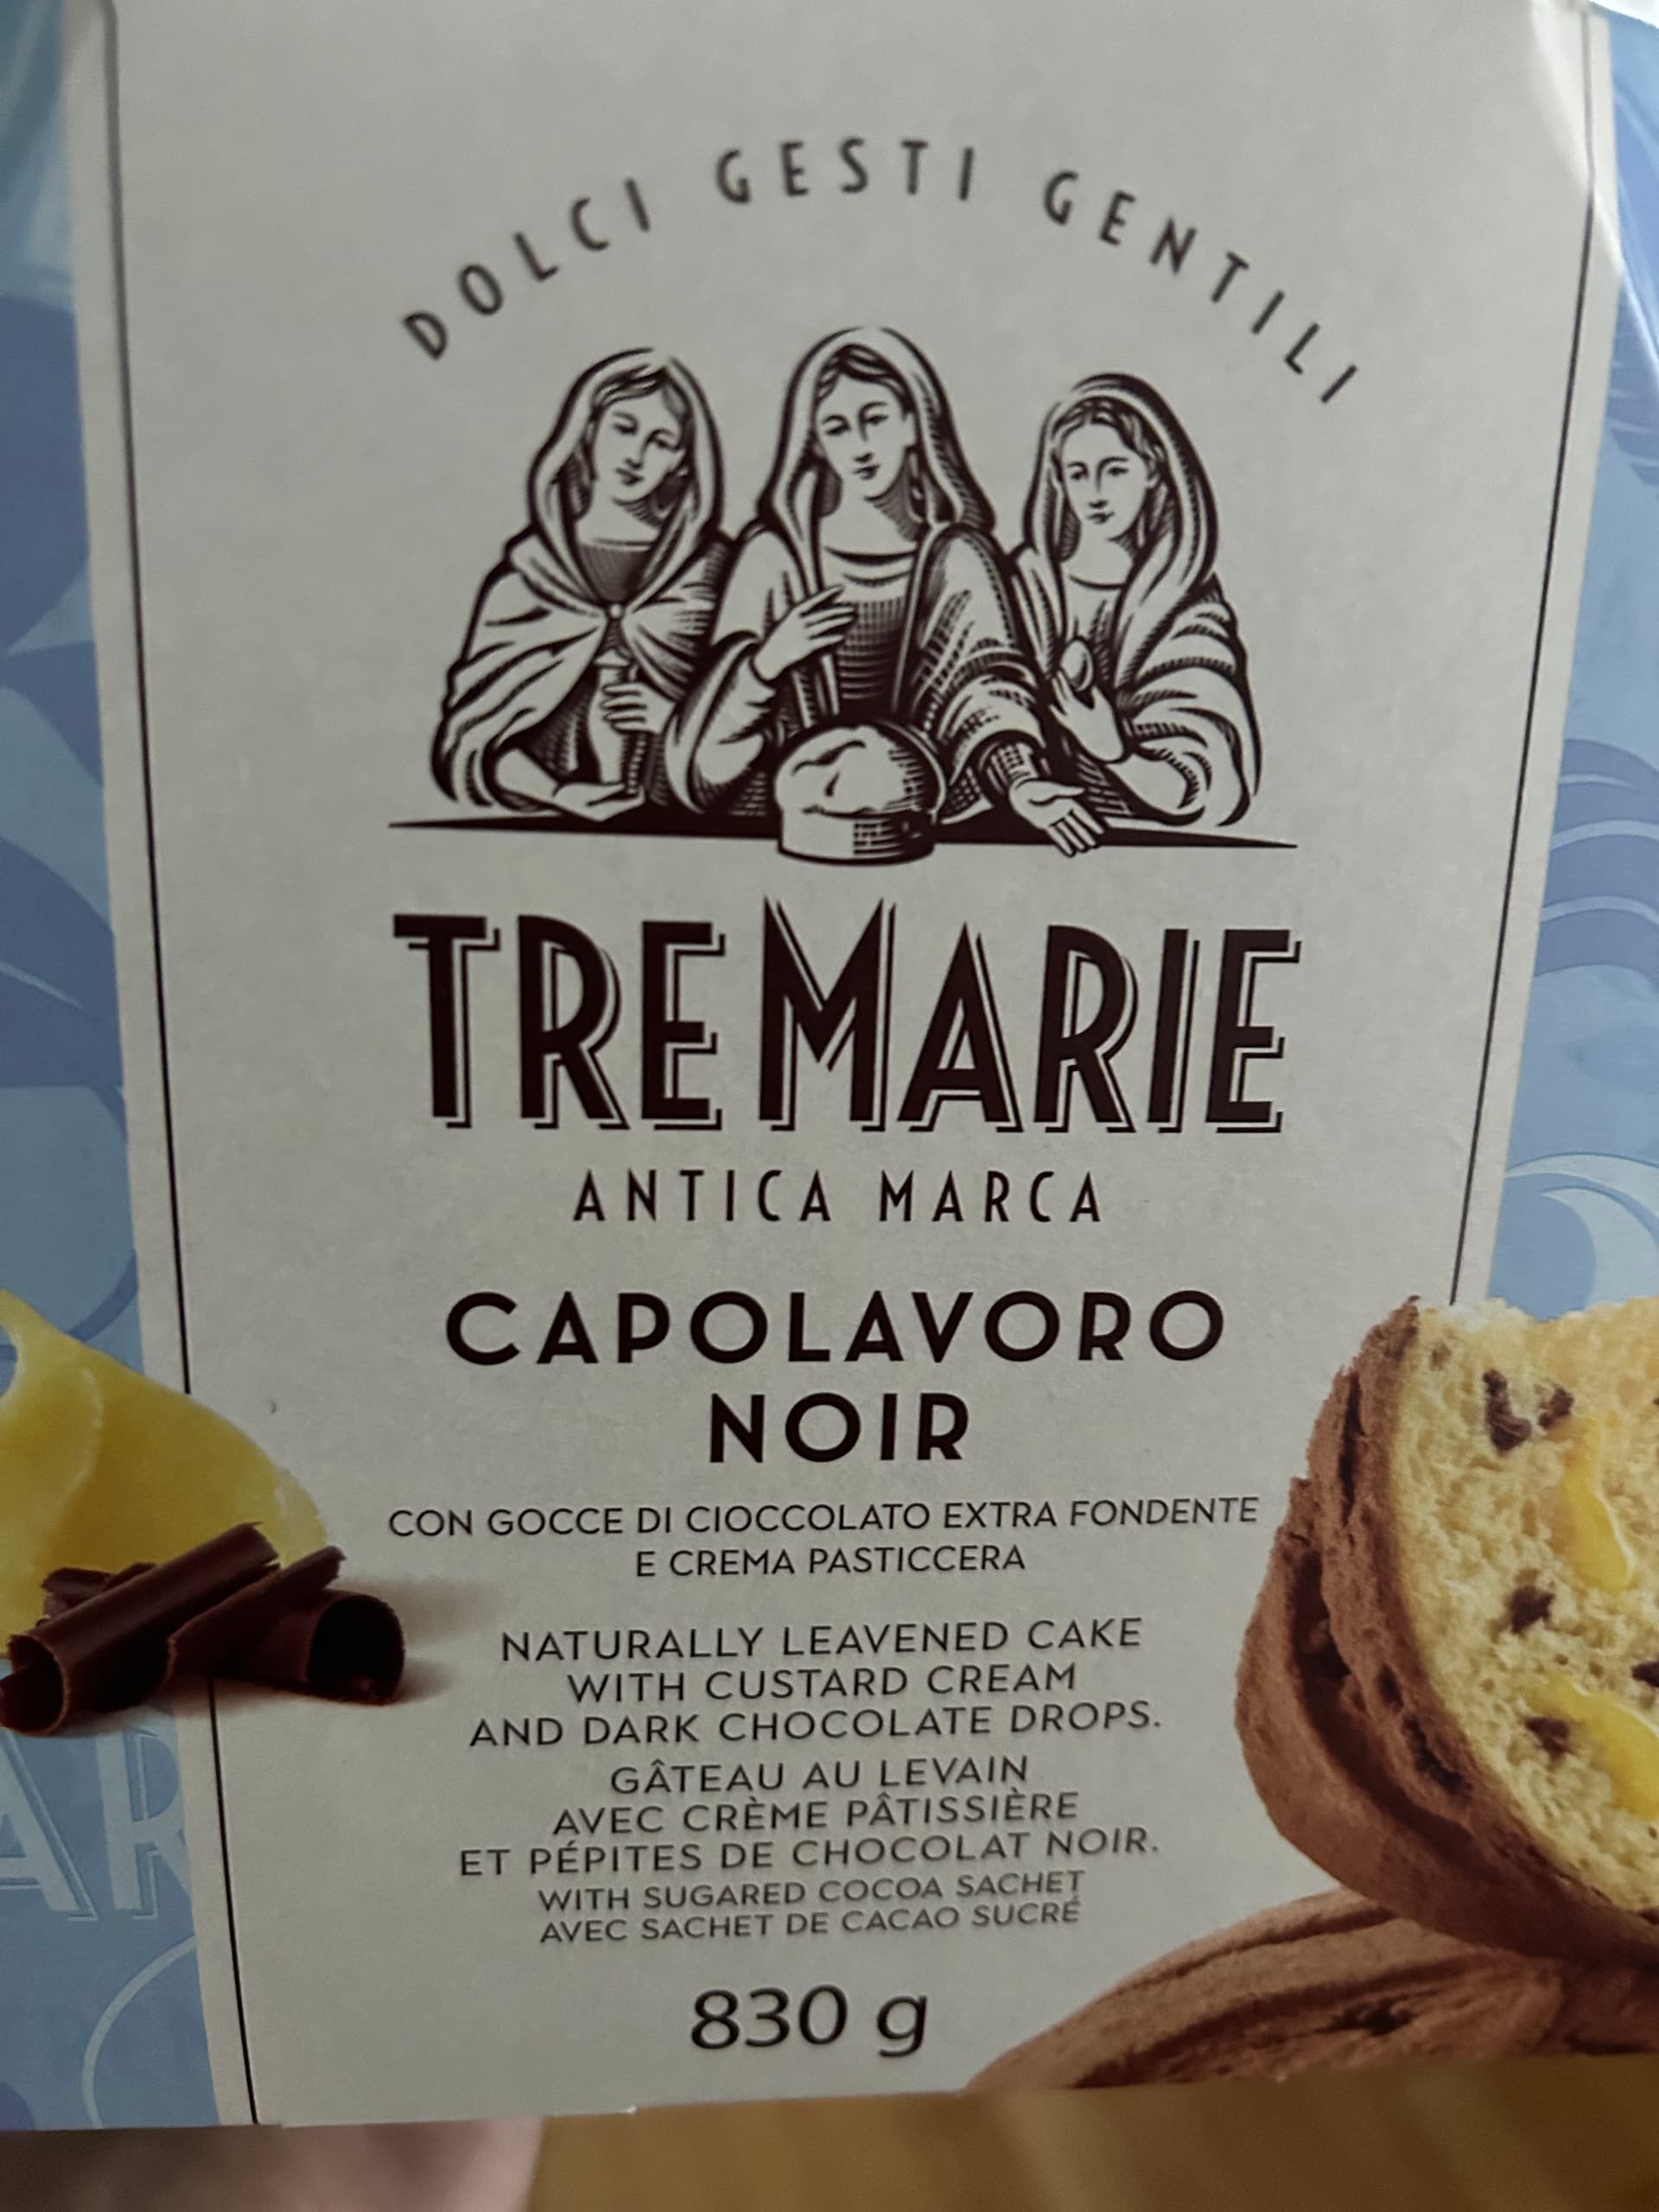 DOLCI GESTI GENTILI
TRE MARIE
ANTICA MARCA
CAPOLAVORO
NOIR
CON GOCCE DI CIOCCOLATO EXTRA FONDENTE
E CREMA PASTICCERA
NATURALLY LEAVENED CAKE
WITH CUSTARD CREAM
AND DARK CHOCOLATE DROPS.
GÂTEAU AU LEVAIN
AVEC CRÈME PÂTISSIÈRE
ET PÉPITES DE CHOCOLAT NOIR.
WITH SUGARED COCOA SACHET
AVEC SACHET DE CACAO SUCRÉ
830 g